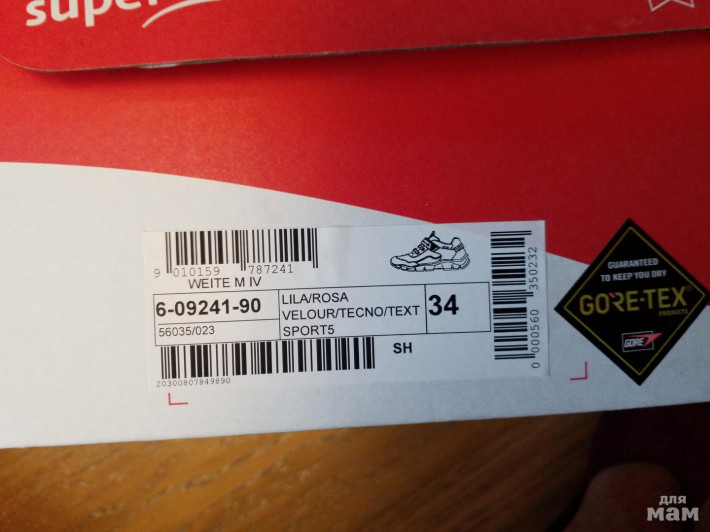 super
9 010159 787241
WEITE M IV
6-09241-90
56035/023
LILA/ROSA
VELOUR/TECNO/TEXT
SPORT5
34
SH
20300807849890
0 000560 350232
GUARANTEED
TO KEEP YOU DRY
GORE-TEX
PRODUCTS
GORE
для
мам